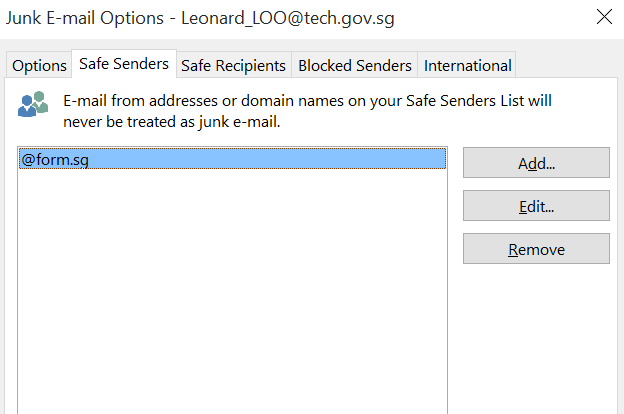 Junk E-mail Options - Leonard_LOO@tech.gov.sg
Options Safe Senders Safe Recipients Blocked Senders International
E-mail from addresses or domain names on your Safe Senders List will
never be treated as junk e-mail.
@form.sg
Add...
Edit...
Remove